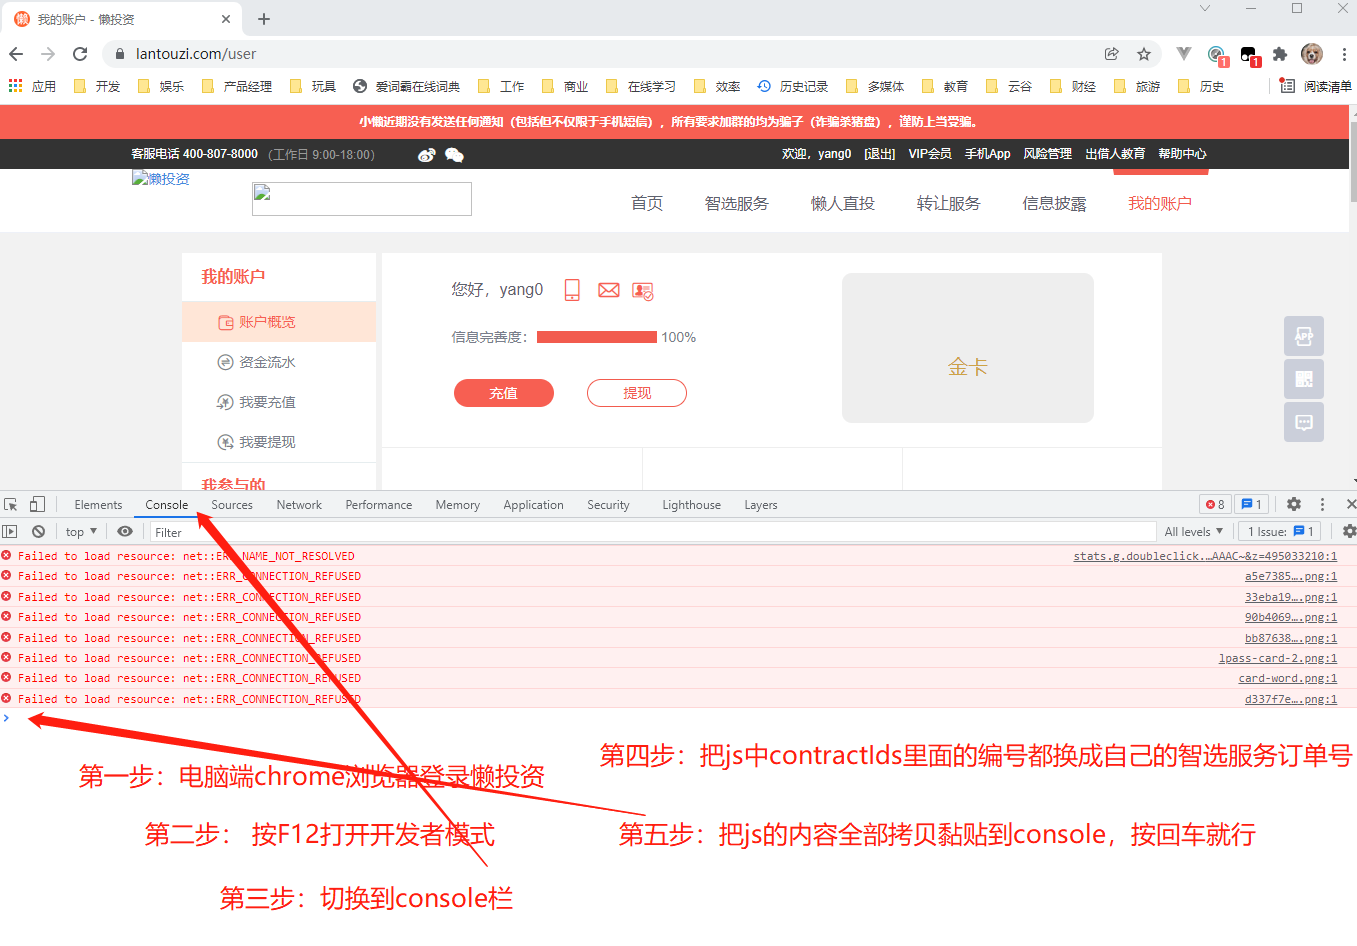 我的账户 - 懒投资
lantouzi.com/user
1
1
应用 开发 娱乐 产品经理 玩具 爱词霸在线词典 工作 商业 在线学习 效率 历史记录 多媒体 教育 云谷 财经 旅游 历史 阅读清单
小懒近期没有发送任何通知（包括但不仅限于手机短信），所有要求加群的均为骗子（诈骗杀猪盘），谨防上当受骗。
客服电话 400-807-8000 （工作日 9:00-18:00） 欢迎，yang0 [退出] VIP会员 手机App 风险管理 出借人教育 帮助中心
懒投资
首页 智选服务 懒人直投 转让服务 信息披露 我的账户
我的账户
账户概览
资金流水
我要充值
我要提现
我参与的
您好，yang0
信息完善度： 100%
充值 提现
金卡
APP
Elements Console Sources Network Performance Memory Application Security Lighthouse Layers 8 1
top Filter All levels 1 Issue: 1
Failed to load resource: net::ERR_NAME_NOT_RESOLVED stats.g.doubleclick.…AAAC~&z=495033210:1
Failed to load resource: net::ERR_CONNECTION_REFUSED a5e7385….png:1
Failed to load resource: net::ERR_CONNECTION_REFUSED 33eba19….png:1
Failed to load resource: net::ERR_CONNECTION_REFUSED 90b4069….png:1
Failed to load resource: net::ERR_CONNECTION_REFUSED bb87638….png:1
Failed to load resource: net::ERR_CONNECTION_REFUSED lpass-card-2.png:1
Failed to load resource: net::ERR_CONNECTION_REFUSED card-word.png:1
Failed to load resource: net::ERR_CONNECTION_REFUSED d337f7e….png:1
第一步：电脑端chrome浏览器登录懒投资
第二步： 按F12打开开发者模式
第三步：切换到console栏
第四步：把js中contractIds里面的编号都换成自己的智选服务订单号
第五步：把js的内容全部拷贝黏贴到console，按回车就行